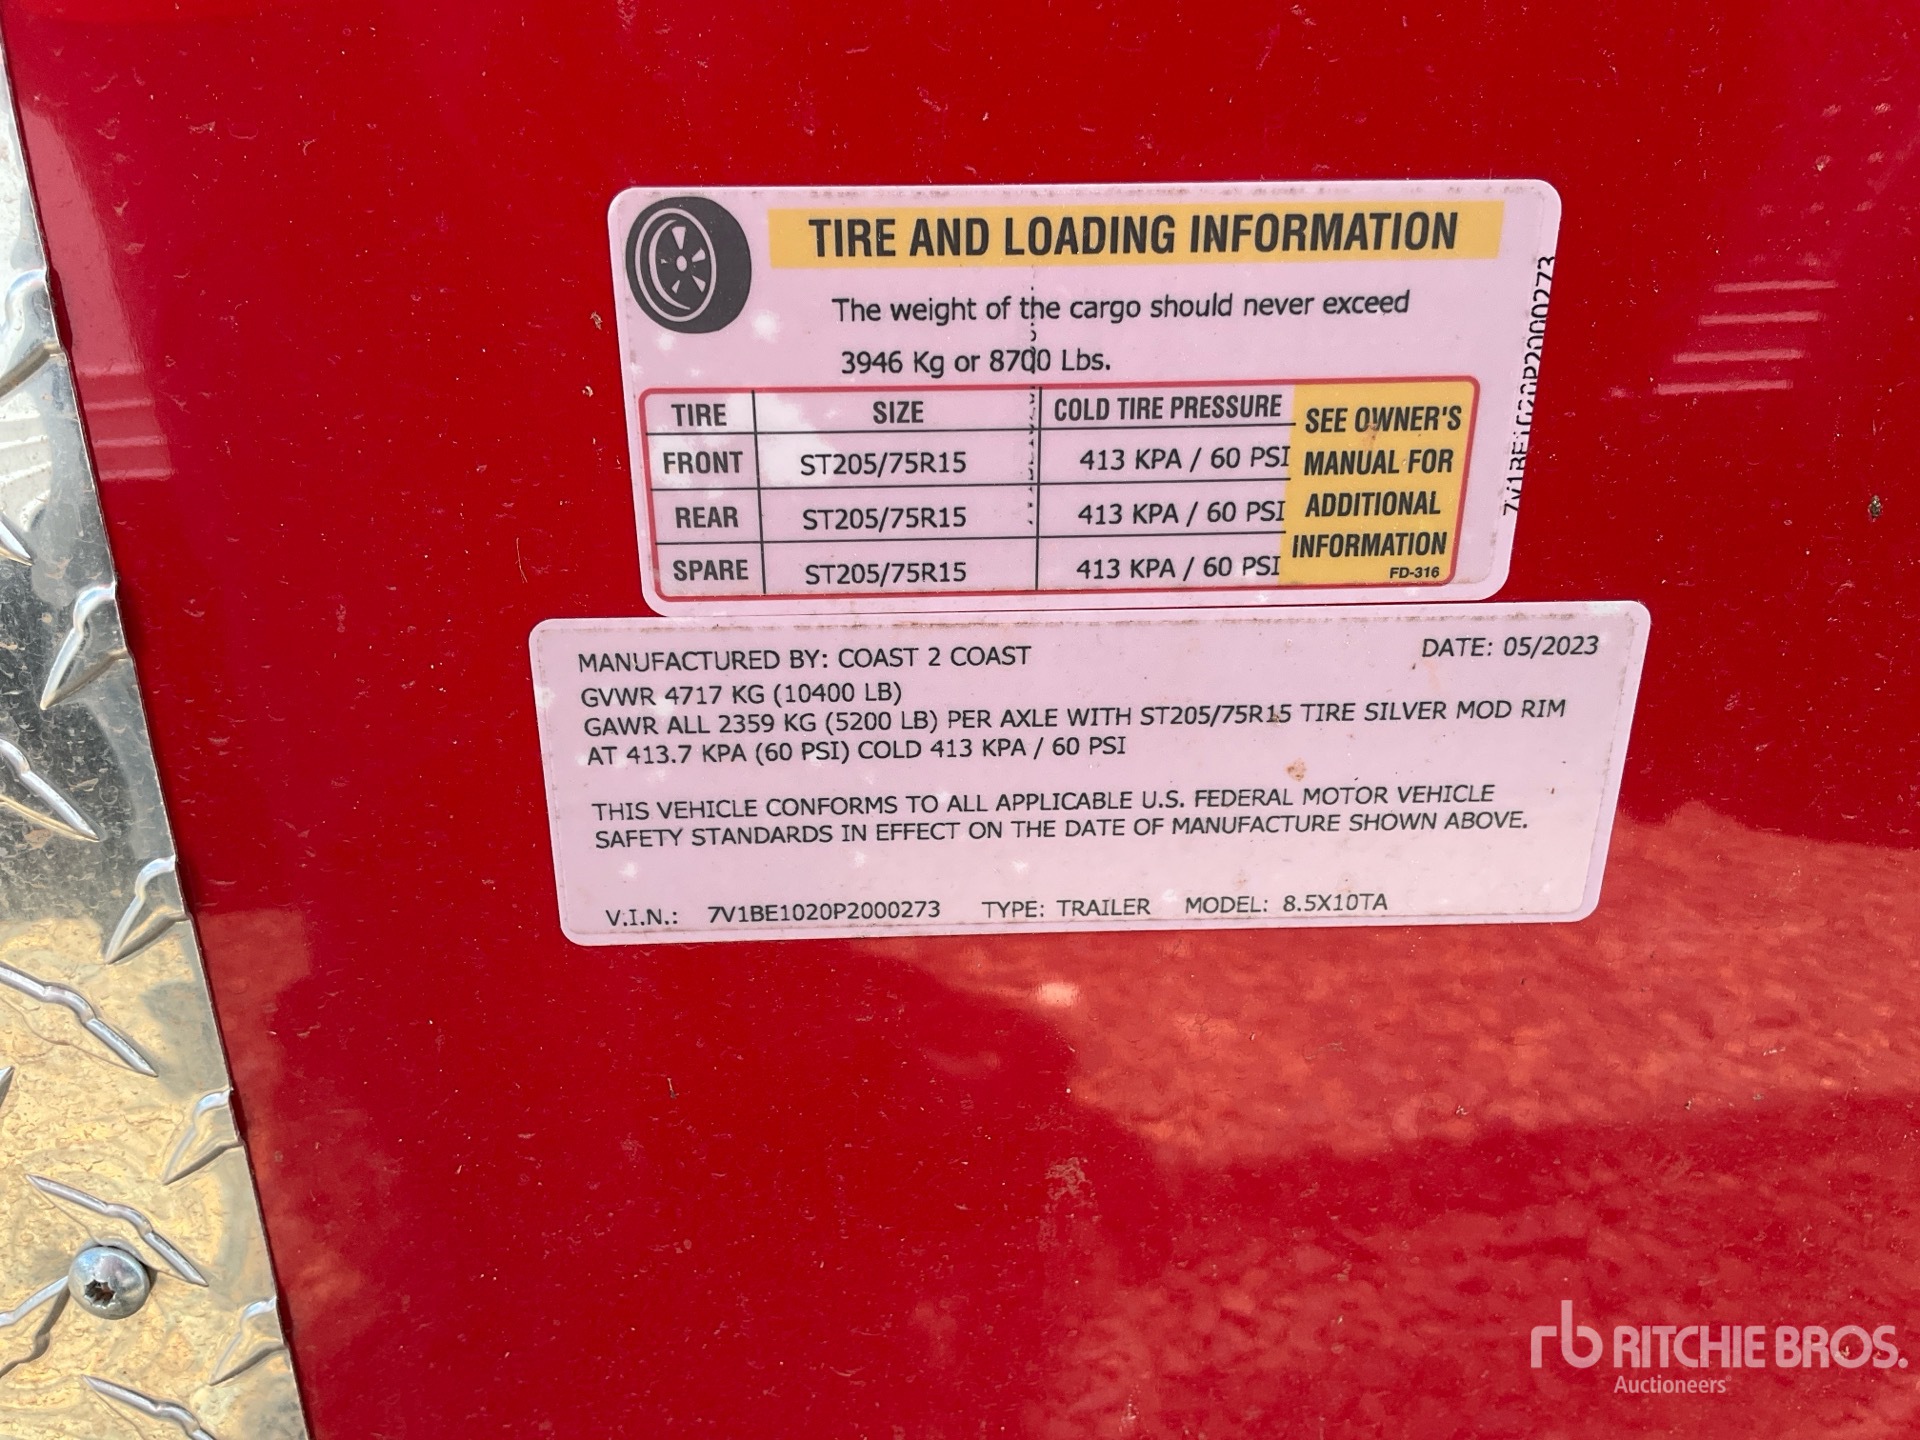 TIRE AND LOADING INFORMATION
The weight of the cargo should never exceed
3946 Kg or 8700 Lbs.
TIRE SIZE COLD TIRE PRESSURE
FRONT ST205/75R15 413 KPA / 60 PSI
REAR ST205/75R15 413 KPA / 60 PSI
SPARE ST205/75R15 413 KPA / 60 PSI
SEE OWNER'S
MANUAL FOR
ADDITIONAL
INFORMATION
FD-316
7V1BE1020P2000273
MANUFACTURED BY: COAST 2 COAST DATE: 05/2023
GVWR 4717 KG (10400 LB)
GAWR ALL 2359 KG (5200 LB) PER AXLE WITH ST205/75R15 TIRE SILVER MOD RIM
AT 413.7 KPA (60 PSI) COLD 413 KPA / 60 PSI
THIS VEHICLE CONFORMS TO ALL APPLICABLE U.S. FEDERAL MOTOR VEHICLE
SAFETY STANDARDS IN EFFECT ON THE DATE OF MANUFACTURE SHOWN ABOVE.
V.I.N.: 7V1BE1020P2000273 TYPE: TRAILER MODEL: 8.5X10TA
rb RITCHIE BROS.
Auctioneers